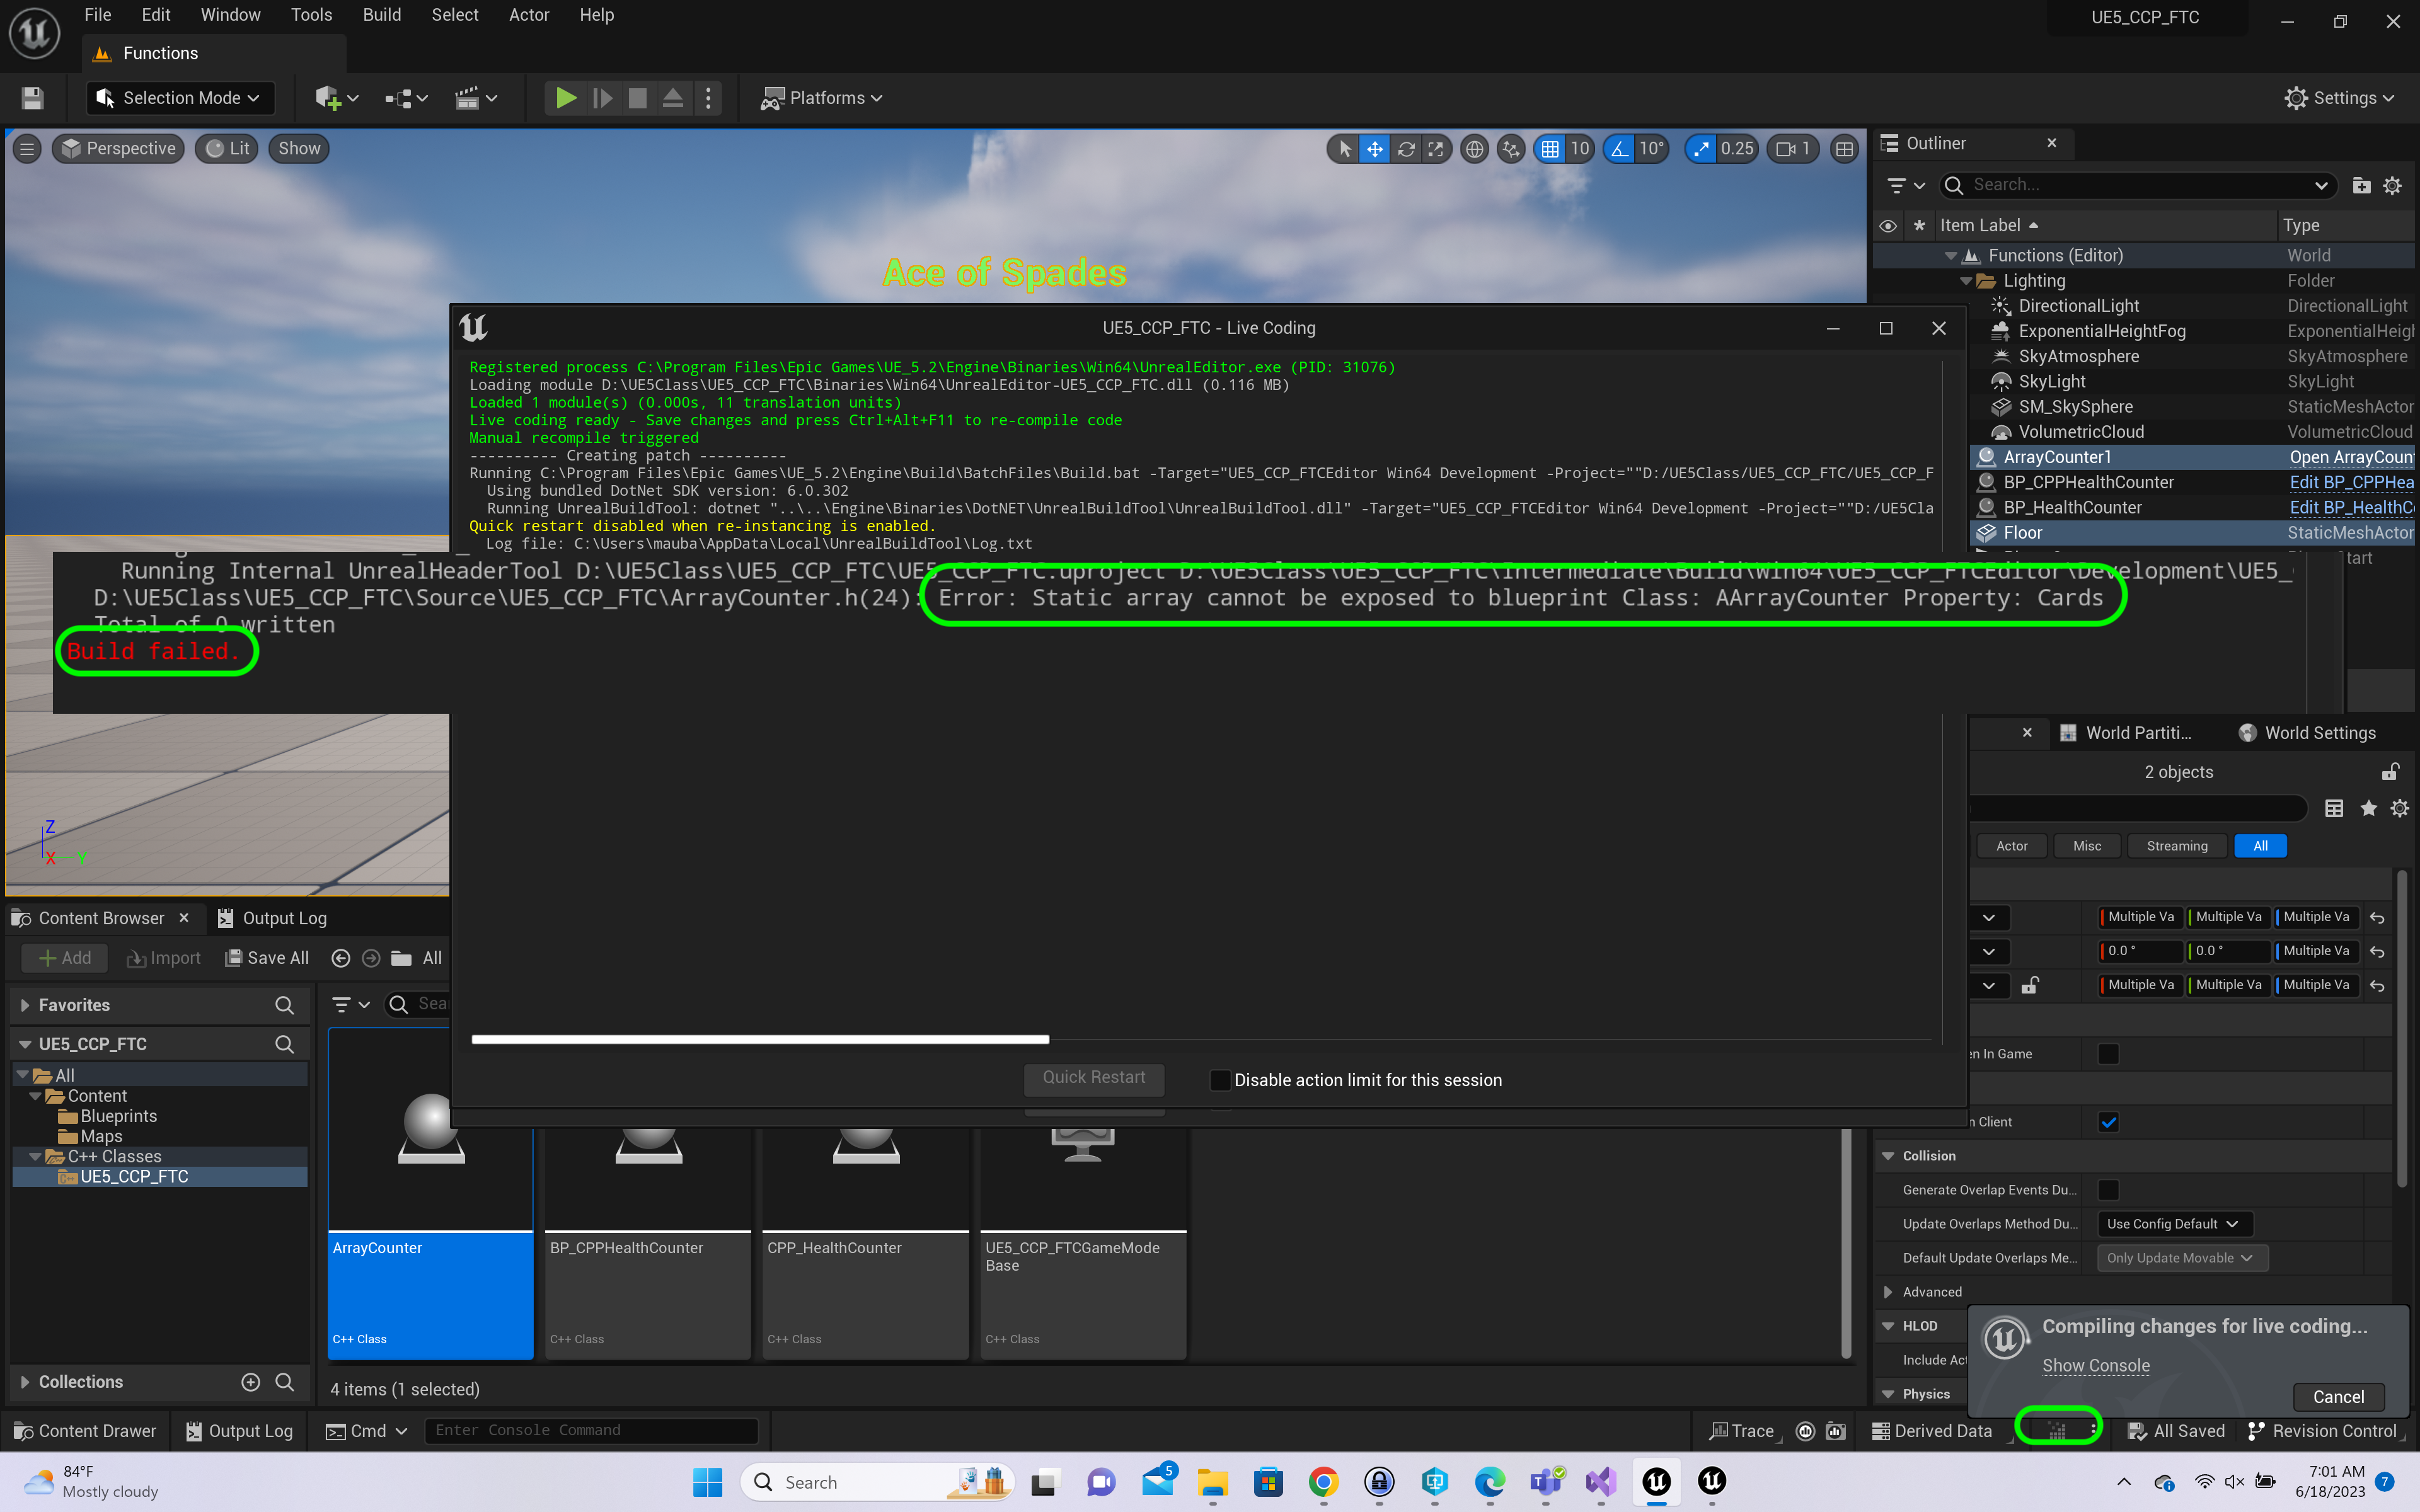 File Edit Window Tools Build Select Actor Help
UE5_CCP_FTC
Functions
Selection Mode
Platforms
Settings
Perspective Lit Show
10 10° 0.25 1
Outliner
Search...
Item Label Type
Functions (Editor) World
Lighting Folder
DirectionalLight DirectionalLight
ExponentialHeightFog ExponentialHeigh
SkyAtmosphere SkyAtmosphere
SkyLight SkyLight
SM_SkySphere StaticMeshActor
VolumetricCloud VolumetricCloud
ArrayCounter1 Open ArrayCoun
BP_CPPHealthCounter Edit BP_CPPHea
BP_HealthCounter Edit BP_HealthC
Floor StaticMeshActor
Ace of Spades
UE5_CCP_FTC - Live Coding
Registered process C:\Program Files\Epic Games\UE_5.2\Engine\Binaries\Win64\UnrealEditor.exe (PID: 31076)
Loading module D:\UE5Class\UE5_CCP_FTC\Binaries\Win64\UnrealEditor-UE5_CCP_FTC.dll (0.116 MB)
Loaded 1 module(s) (0.000s, 11 translation units)
Live coding ready - Save changes and press Ctrl+Alt+F11 to re-compile code
Manual recompile triggered
---------- Creating patch ----------
Running C:\Program Files\Epic Games\UE_5.2\Engine\Build\BatchFiles\Build.bat -Target="UE5_CCP_FTCEditor Win64 Development -Project=""D:/UE5Class/UE5_CCP_FTC/UE5_CCP_F
Using bundled DotNet SDK version: 6.0.302
Running UnrealBuildTool: dotnet "..\..\Engine\Binaries\DotNET\UnrealBuildTool\UnrealBuildTool.dll" -Target="UE5_CCP_FTCEditor Win64 Development -Project=""D:/UE5Cla
Quick restart disabled when re-instancing is enabled.
Log file: C:\Users\mauba\AppData\Local\UnrealBuildTool\Log.txt
Running Internal UnrealHeaderTool D:\UE5Class\UE5_CCP_FTC\UE5_CCP_FTC.uproject D:\UE5Class\UE5_CCP_FTC\Intermediate\Build\Win64\UE5_CCP_FTCEditor\Development\UE5_
D:\UE5Class\UE5_CCP_FTC\Source\UE5_CCP_FTC\ArrayCounter.h(24): Error: Static array cannot be exposed to blueprint Class: AArrayCounter Property: Cards
Total of 0 written
Build failed.
tart
Quick Restart
Disable action limit for this session
World Partiti... World Settings
2 objects
Actor Misc Streaming All
Multiple Va Multiple Va Multiple Va
0.0 ° 0.0 ° Multiple Va
Multiple Va Multiple Va Multiple Va
en In Game
n Client
Collision
Generate Overlap Events Du...
Update Overlaps Method Du... Use Config Default
Default Update Overlaps Me... Only Update Movable
Advanced
HLOD
Include Act
Physics
Compiling changes for live coding...
Show Console
Cancel
Z
X Y
Content Browser Output Log
Add Import Save All All
Favorites
Sea
UE5_CCP_FTC
All
Content
Blueprints
Maps
C++ Classes
UE5_CCP_FTC
Collections
ArrayCounter
C++ Class
BP_CPPHealthCounter
C++ Class
CPP_HealthCounter
C++ Class
UE5_CCP_FTCGameMode
Base
C++ Class
4 items (1 selected)
Content Drawer Output Log Cmd Enter Console Command
Trace Derived Data All Saved Revision Control
84°F
Mostly cloudy
Search
5
7:01 AM
6/18/2023
7